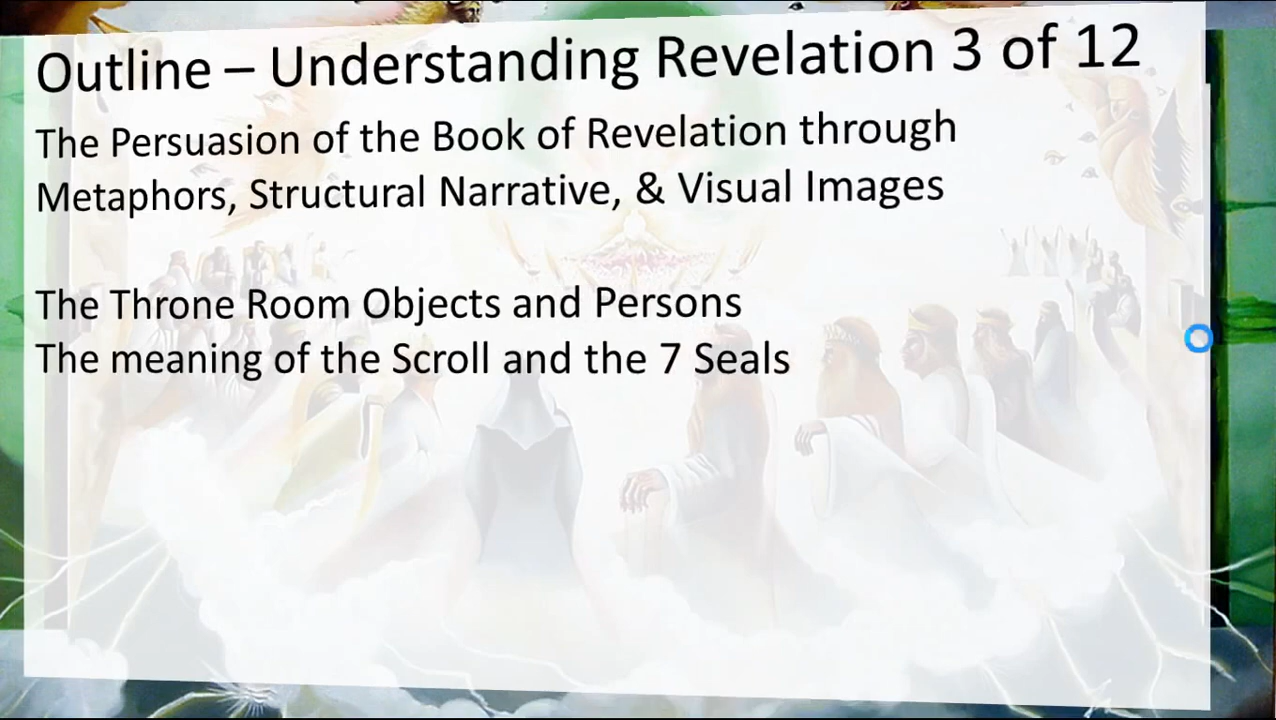 Outline – Understanding Revelation 3 of 12
The Persuasion of the Book of Revelation through
Metaphors, Structural Narrative, & Visual Images
The Throne Room Objects and Persons
The meaning of the Scroll and the 7 Seals